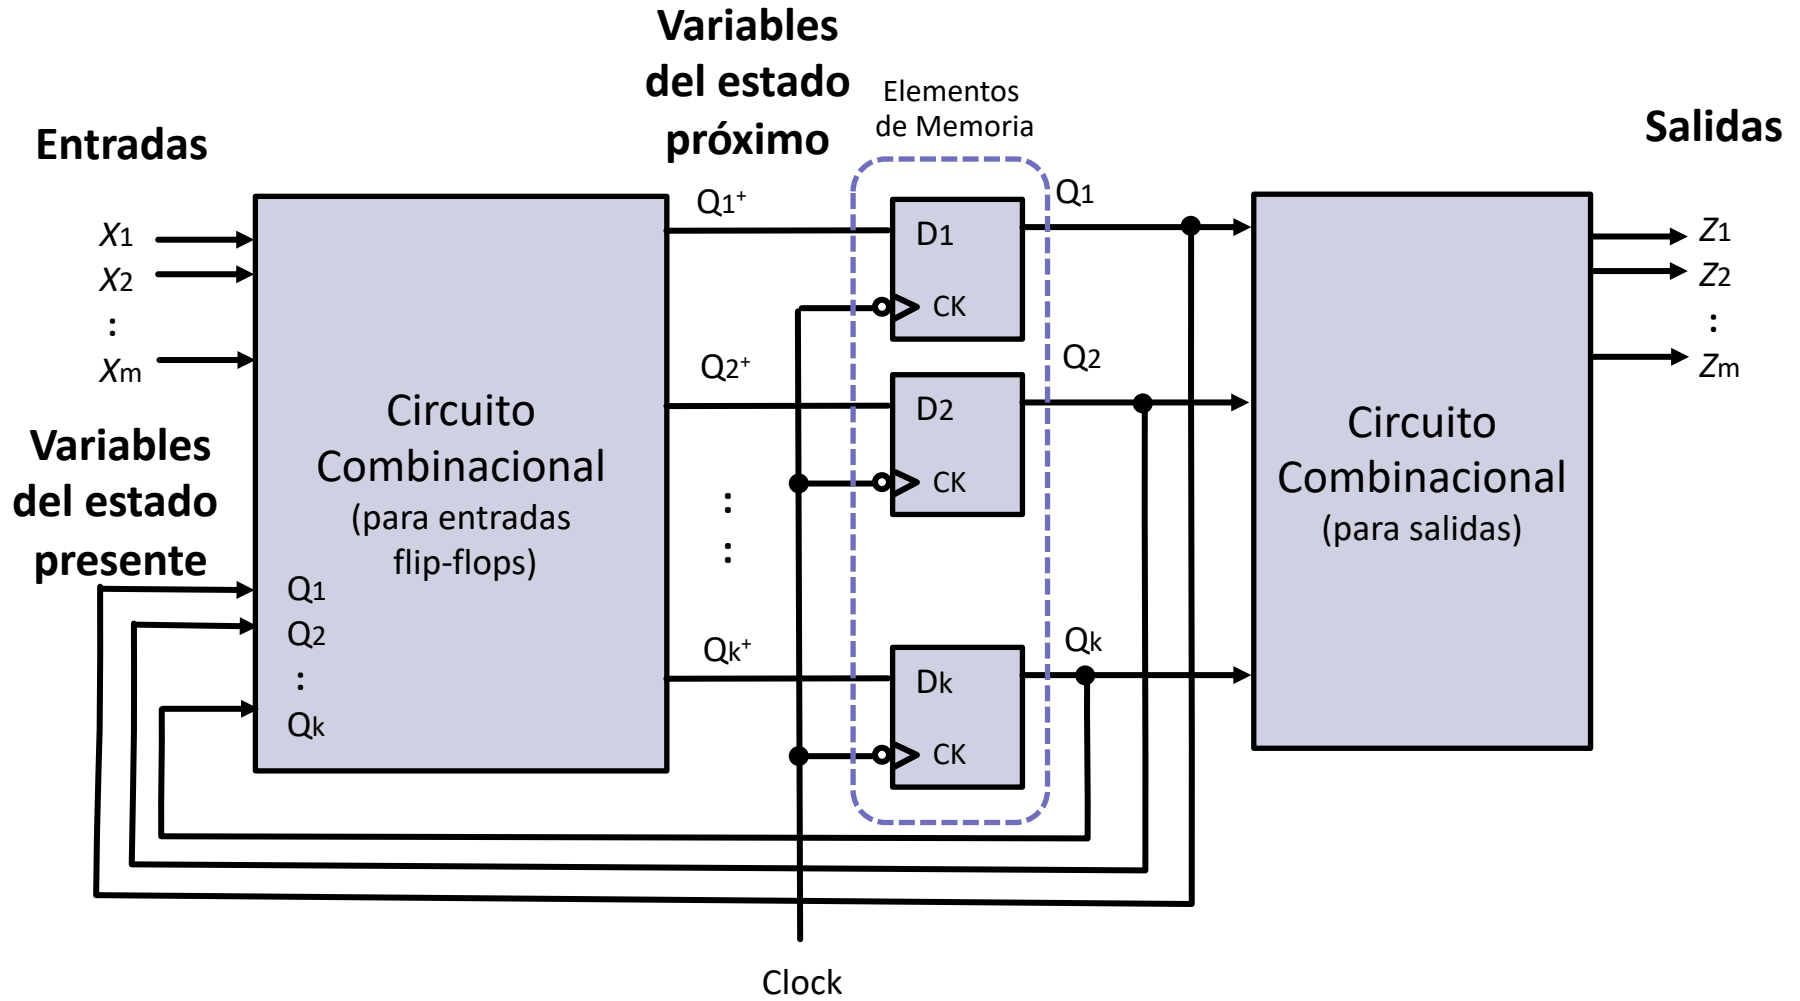 Variables
del estado
próximo
Elementos
de Memoria
Entradas
Salidas
X1
X2
:
Xm
Variables
del estado
presente
Q1
Q2
:
Qk
Circuito
Combinacional
(para entradas
flip-flops)
Q1+
Q2+
:
:
Qk+
D1
CK
D2
CK
Dk
CK
Q1
Q2
Qk
Circuito
Combinacional
(para salidas)
Z1
Z2
:
Zm
Clock